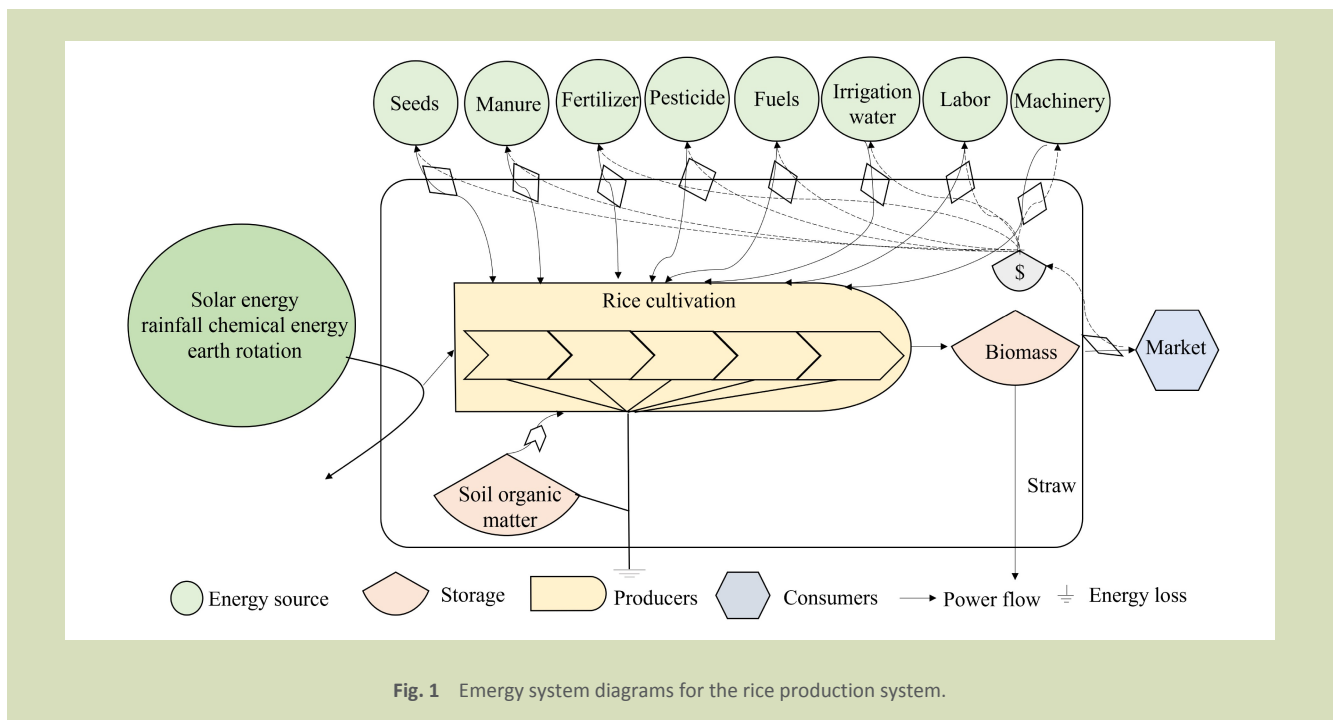 Seeds
Manure
Fertilizer
Pesticide
Fuels
Irrigation
water
Labor
Machinery
Solar energy
rainfall chemical energy
earth rotation
Rice cultivation
$
Biomass
Market
Soil organic
matter
Straw
Energy source
Storage
Producers
Consumers
Power flow
Energy loss
Fig. 1 Emergy system diagrams for the rice production system.